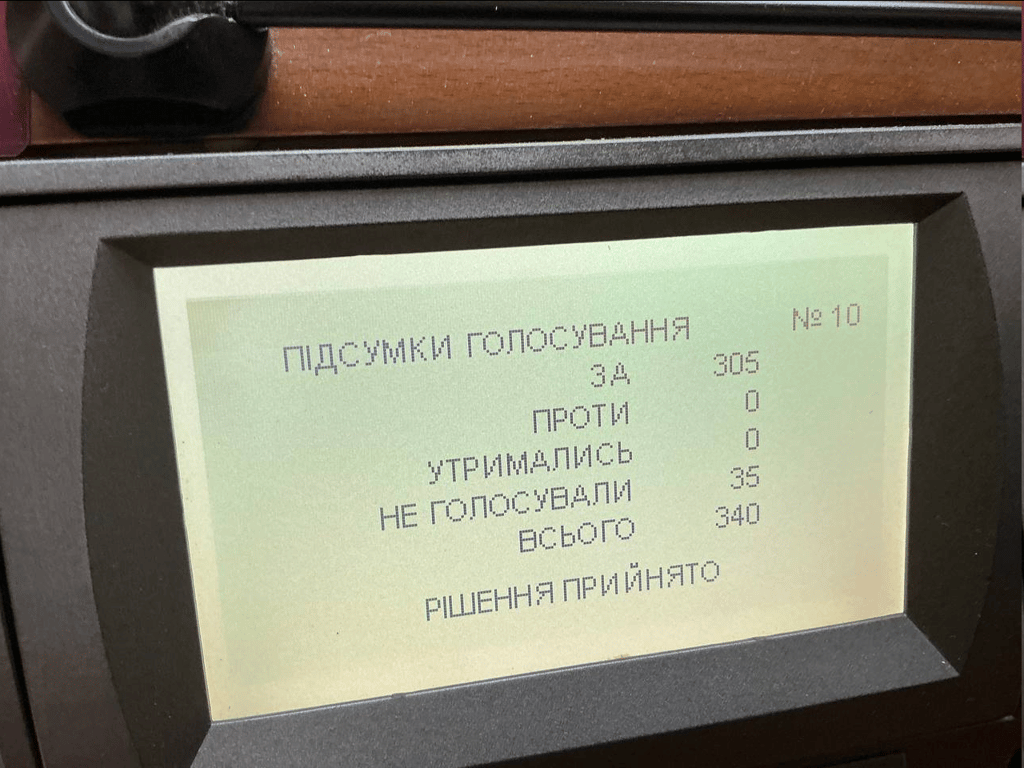 ПІДСУМКИ ГОЛОСУВАННЯ № 10
ЗА 305
ПРОТИ 0
УТРИМАЛИСЬ 0
НЕ ГОЛОСУВАЛИ 35
ВСЬОГО 340
РІШЕННЯ ПРИЙНЯТО